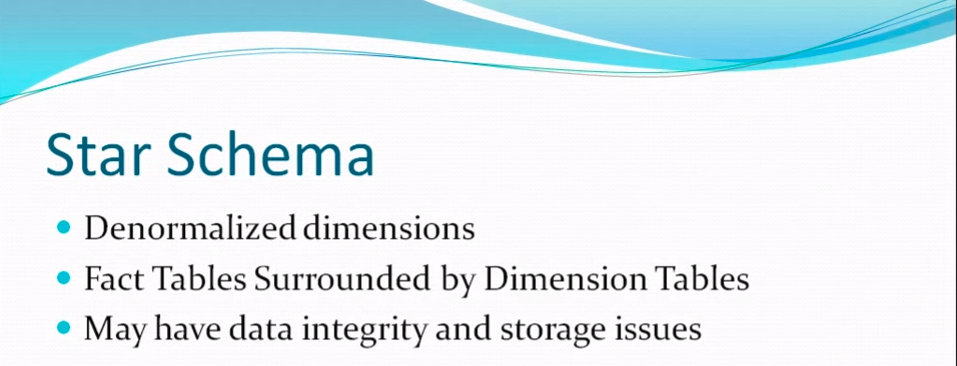 Star Schema
Denormalized dimensions
Fact Tables Surrounded by Dimension Tables
May have data integrity and storage issues